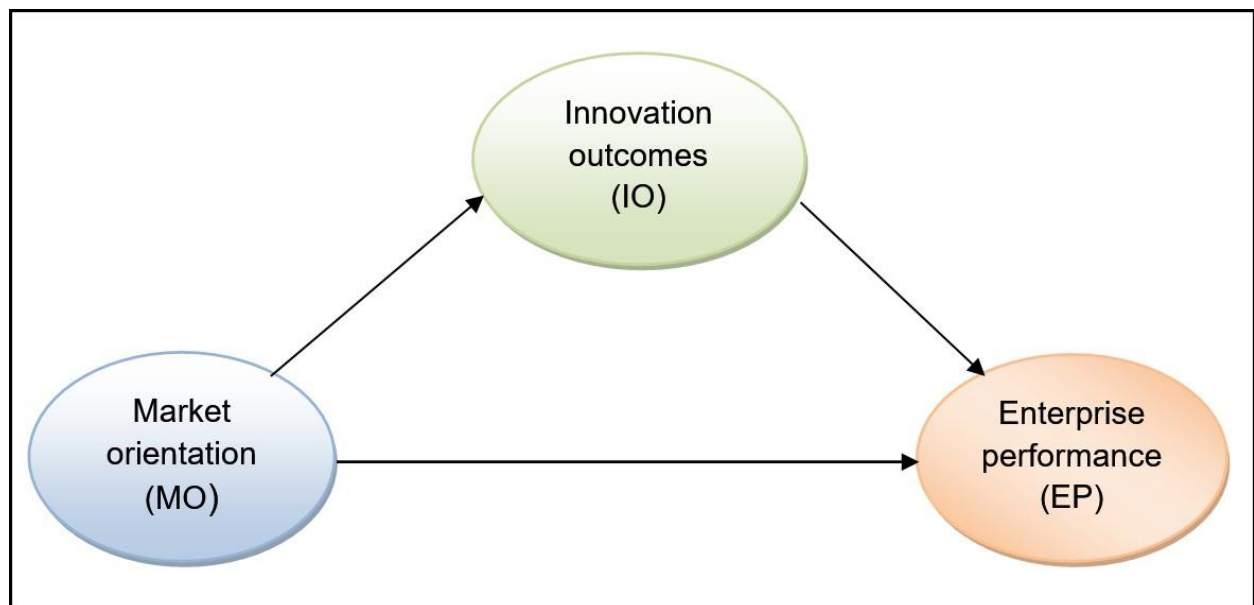 Innovation
outcomes
(IO)
Market
orientation
(MO)
Enterprise
performance
(EP)